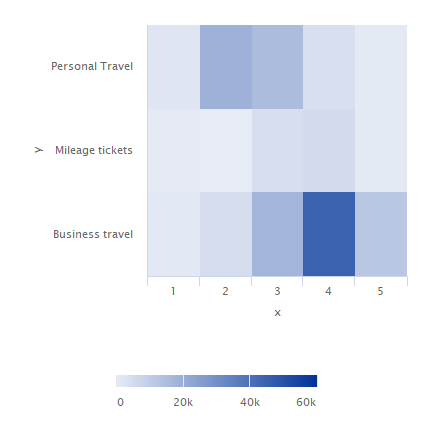 Personal Travel
Y
Mileage tickets
Business travel
1 2 3 4 5
x
0 20k 40k 60k